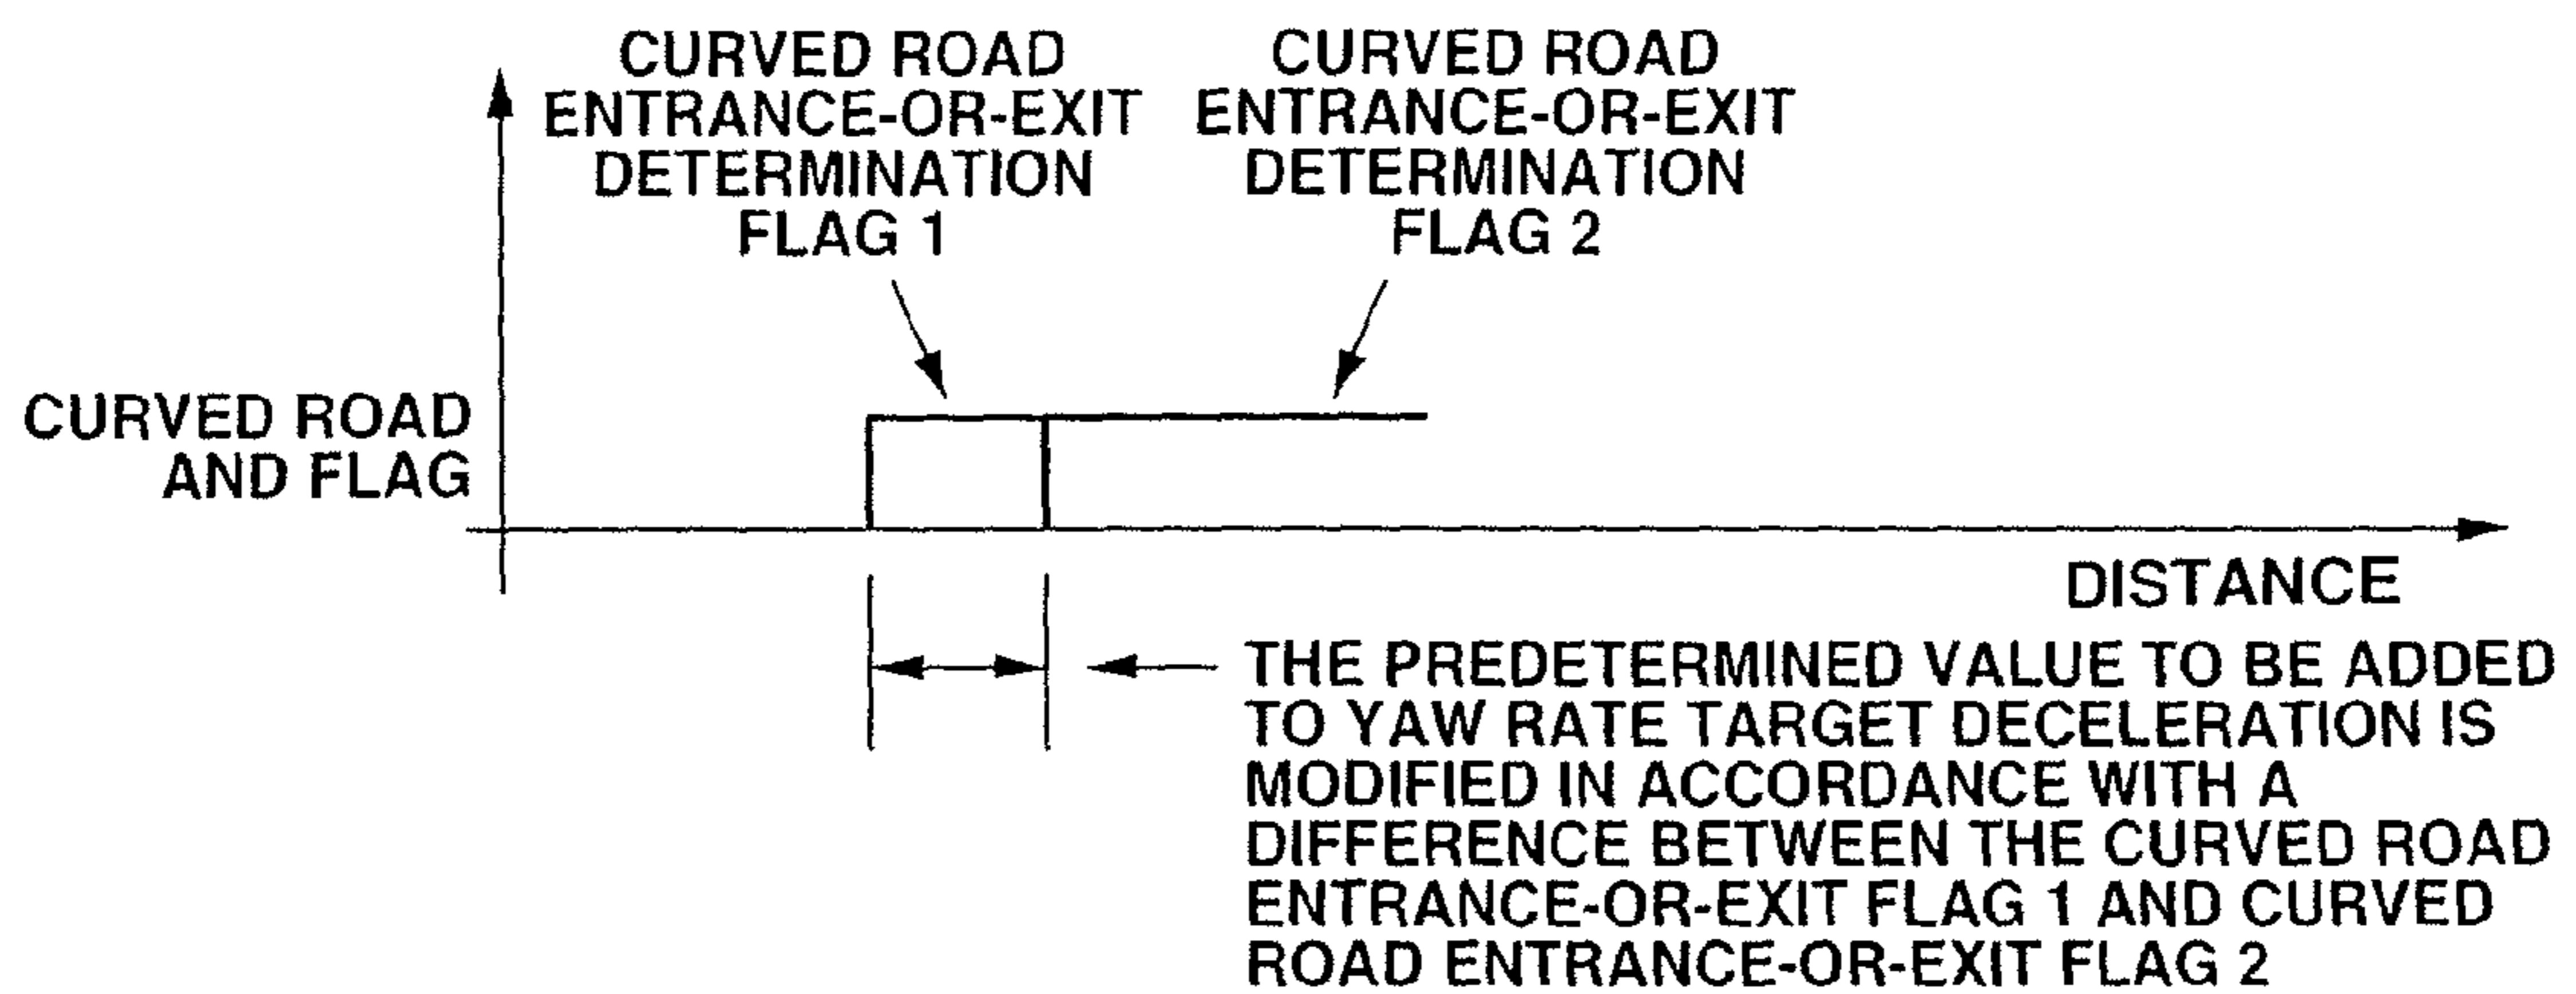 CURVED ROAD
ENTRANCE-OR-EXIT
DETERMINATION
FLAG 1
CURVED ROAD
ENTRANCE-OR-EXIT
DETERMINATION
FLAG 2
CURVED ROAD
AND FLAG
DISTANCE
THE PREDETERMINED VALUE TO BE ADDED
TO YAW RATE TARGET DECELERATION IS
MODIFIED IN ACCORDANCE WITH A
DIFFERENCE BETWEEN THE CURVED ROAD
ENTRANCE-OR-EXIT FLAG 1 AND CURVED
ROAD ENTRANCE-OR-EXIT FLAG 2